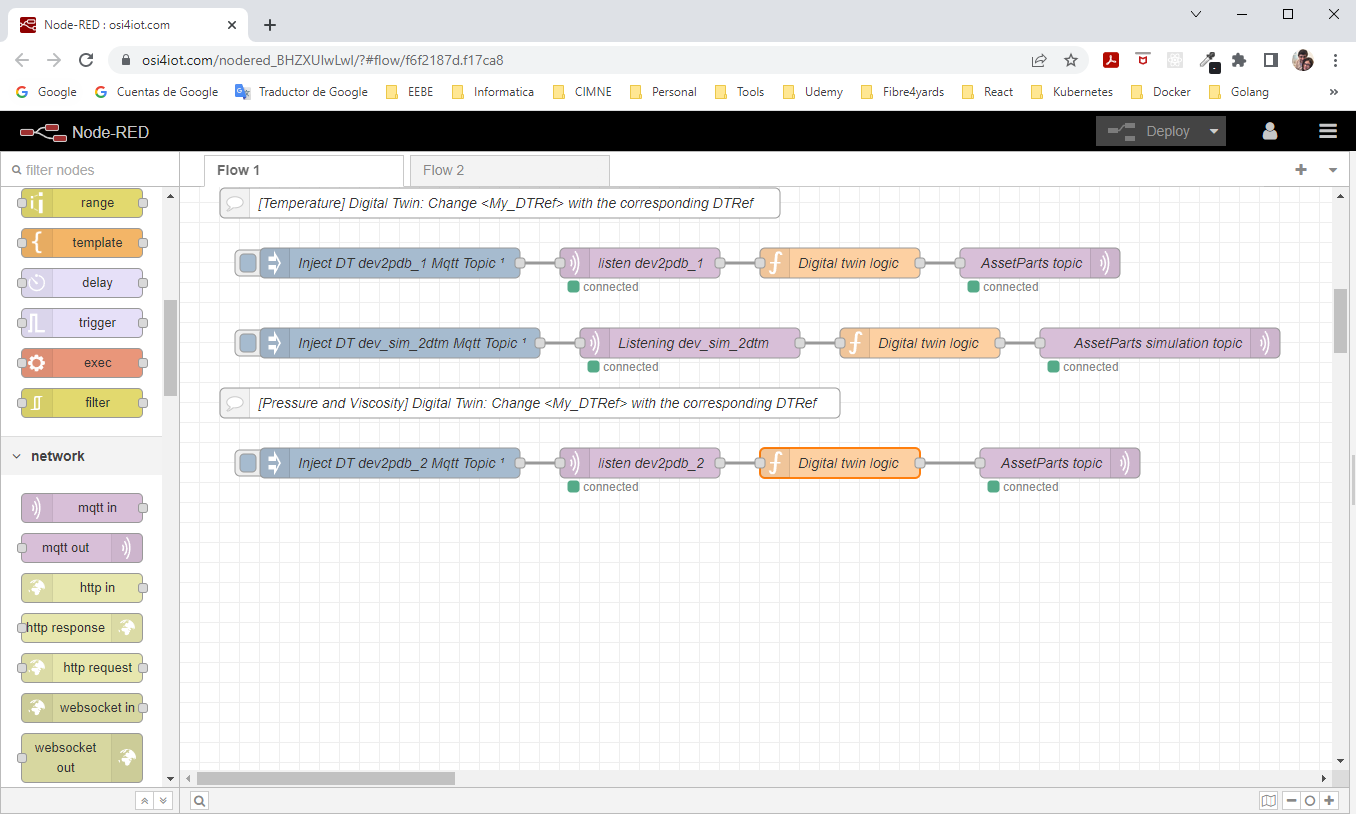 Node-RED : osi4iot.com
osi4iot.com/nodered_BHZXUIwLwI/?#flow/f6f2187d.f17ca8
Google
Cuentas de Google
Traductor de Google
EEBE
Informatica
CIMNE
Personal
Tools
Udemy
Fibre4yards
React
Kubernetes
Docker
Golang
»
Node-RED
Deploy
filter nodes
Flow 1
Flow 2
range
template
delay
trigger
exec
filter
network
mqtt in
mqtt out
http in
http response
http request
websocket in
websocket
out
[Temperature] Digital Twin: Change <My_DTRef> with the corresponding DTRef
Inject DT dev2pdb_1 Mqtt Topic ¹
listen dev2pdb_1
Digital twin logic
AssetParts topic
connected
connected
Inject DT dev_sim_2dtm Mqtt Topic ¹
Listening dev_sim_2dtm
Digital twin logic
AssetParts simulation topic
connected
connected
[Pressure and Viscosity] Digital Twin: Change <My_DTRef> with the corresponding DTRef
Inject DT dev2pdb_2 Mqtt Topic ¹
listen dev2pdb_2
Digital twin logic
AssetParts topic
connected
connected